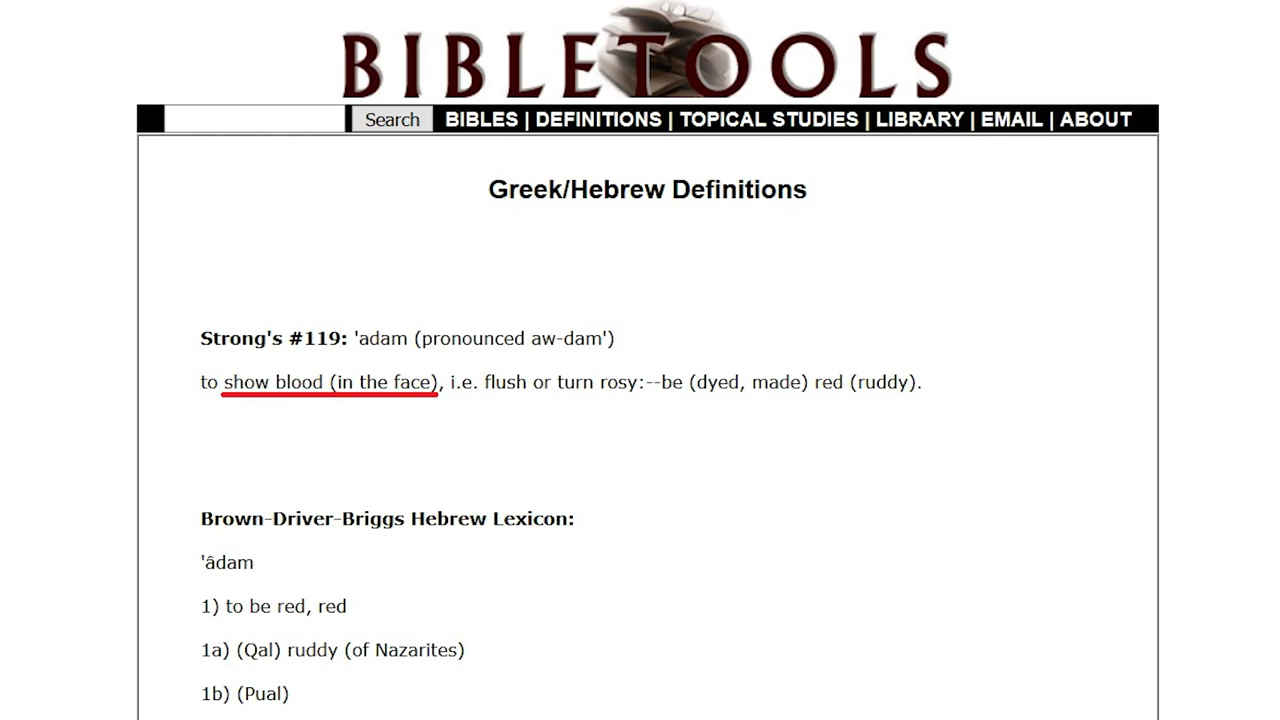 BIBLETOOLS
Search BIBLES | DEFINITIONS | TOPICAL STUDIES | LIBRARY | EMAIL | ABOUT
Greek/Hebrew Definitions
Strong's #119: 'adam (pronounced aw-dam')
to show blood (in the face), i.e. flush or turn rosy:--be (dyed, made) red (ruddy).
Brown-Driver-Briggs Hebrew Lexicon:
'âdam
1) to be red, red
1a) (Qal) ruddy (of Nazarites)
1b) (Pual)